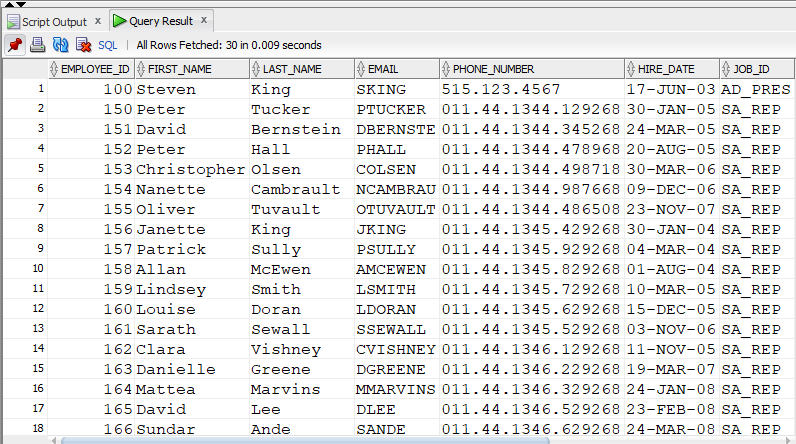 Script Output x Query Result x
SQL | All Rows Fetched: 30 in 0.009 seconds
EMPLOYEE_ID FIRST_NAME LAST_NAME EMAIL PHONE_NUMBER HIRE_DATE JOB_ID
1 100 Steven King SKING 515.123.4567 17-JUN-03 AD_PRES
2 150 Peter Tucker PTUCKER 011.44.1344.129268 30-JAN-05 SA_REP
3 151 David Bernstein DBERNSTE 011.44.1344.345268 24-MAR-05 SA_REP
4 152 Peter Hall PHALL 011.44.1344.478968 20-AUG-05 SA_REP
5 153 Christopher Olsen COLSEN 011.44.1344.498718 30-MAR-06 SA_REP
6 154 Nanette Cambrault NCAMBRAU 011.44.1344.987668 09-DEC-06 SA_REP
7 155 Oliver Tuvault OTUVAULT 011.44.1344.486508 23-NOV-07 SA_REP
8 156 Janette King JKING 011.44.1345.429268 30-JAN-04 SA_REP
9 157 Patrick Sully PSULLY 011.44.1345.929268 04-MAR-04 SA_REP
10 158 Allan McEwen AMCEWEN 011.44.1345.829268 01-AUG-04 SA_REP
11 159 Lindsey Smith LSMITH 011.44.1345.729268 10-MAR-05 SA_REP
12 160 Louise Doran LDORAN 011.44.1345.629268 15-DEC-05 SA_REP
13 161 Sarath Sewall SSEWALL 011.44.1345.529268 03-NOV-06 SA_REP
14 162 Clara Vishney CVISHNEY 011.44.1346.129268 11-NOV-05 SA_REP
15 163 Danielle Greene DGREENE 011.44.1346.229268 19-MAR-07 SA_REP
16 164 Mattea Marvins MMARVINS 011.44.1346.329268 24-JAN-08 SA_REP
17 165 David Lee DLEE 011.44.1346.529268 23-FEB-08 SA_REP
18 166 Sundar Ande SANDE 011.44.1346.629268 24-MAR-08 SA_REP